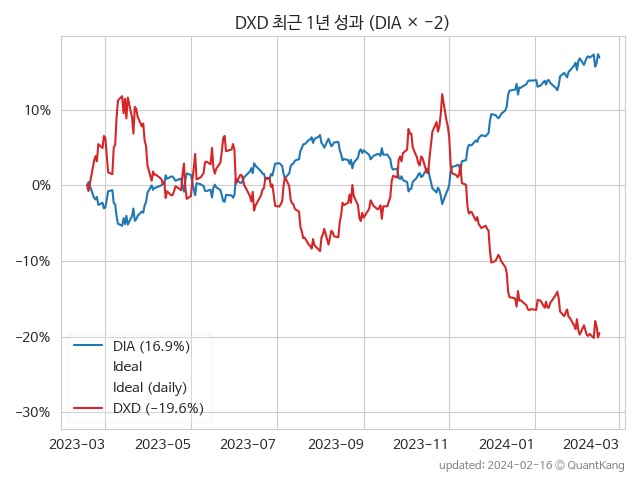 DXD 최근 1년 성과 (DIA × -2)
10%
0%
-10%
-20%
-30%
DIA (16.9%)
Ideal
Ideal (daily)
DXD (-19.6%)
2023-03 2023-05 2023-07 2023-09 2023-11 2024-01 2024-03
updated: 2024-02-16 © QuantKang